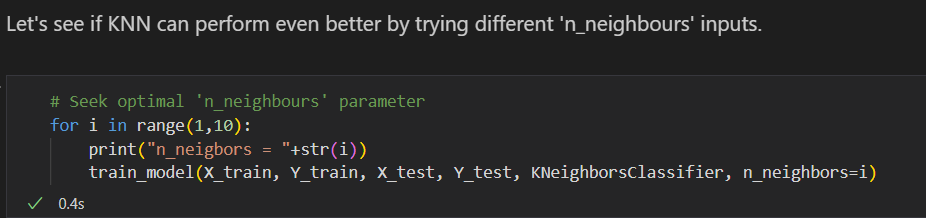 Let's see if KNN can perform even better by trying different 'n_neighbours' inputs.
# Seek optimal 'n_neighbours' parameter
for i in range(1,10):
    print("n_neigbors = "+str(i))
    train_model(X_train, Y_train, X_test, Y_test, KNeighborsClassifier, n_neighbors=i)
0.4s